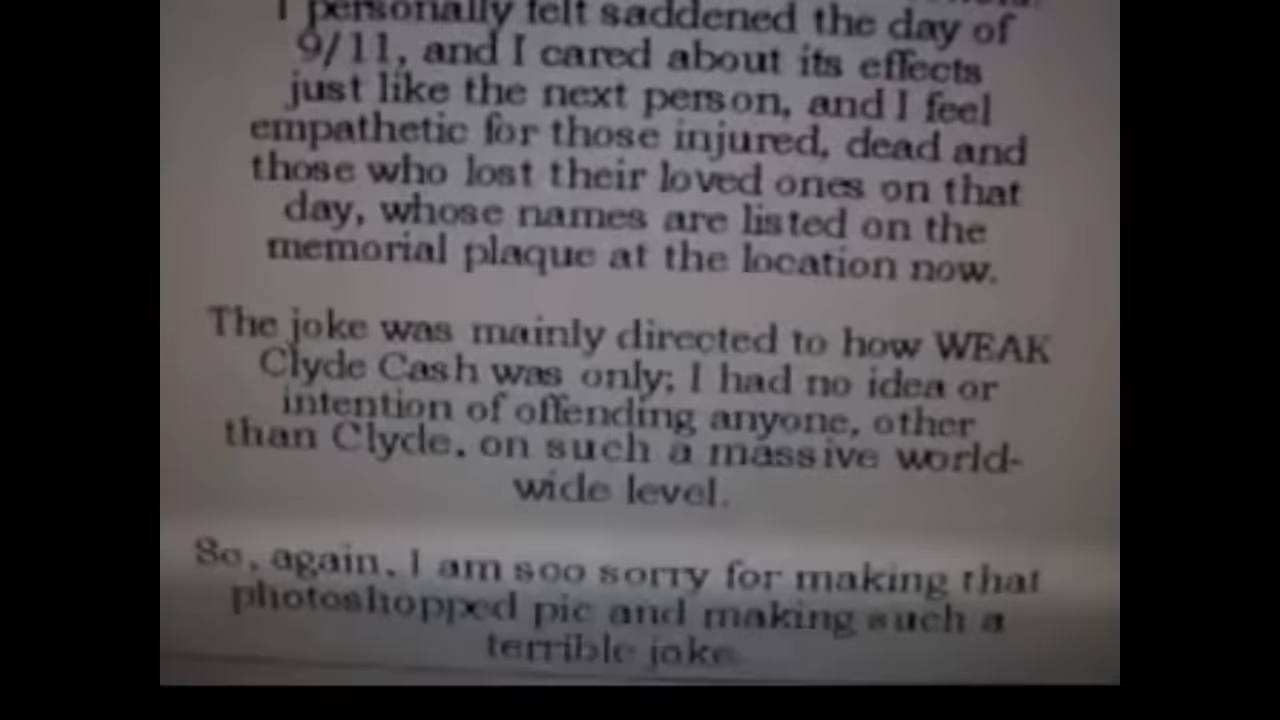 I personally felt saddened the day of
9/11, and I cared about its effects
just like the next person, and I feel
empathetic for those injured, dead and
those who lost their loved ones on that
day, whose names are listed on the
memorial plaque at the location now.
The joke was mainly directed to how WEAK
Clyde Cash was only; I had no idea or
intention of offending anyone, other
than Clyde, on such a massive world-
wide level.
So, again, I am soo sorry for making that
photoshopped pic and making such a
terrible joke